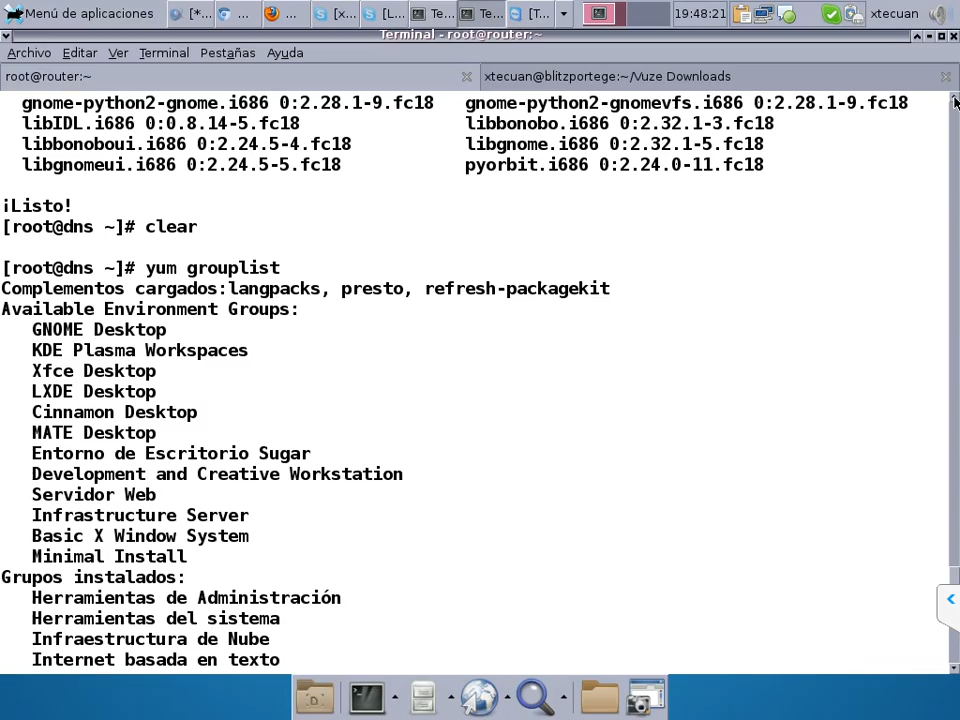 Menú de aplicaciones [*... ... ... [x... [L... Te... Te... [T... 19:48:21 xtecuan
Terminal - root@router:~
Archivo Editar Ver Terminal Pestañas Ayuda
root@router:~ xtecuan@blitzportege:~/Vuze Downloads
gnome-python2-gnome.i686 0:2.28.1-9.fc18 gnome-python2-gnomevfs.i686 0:2.28.1-9.fc18
libIDL.i686 0:0.8.14-5.fc18 libbonobo.i686 0:2.32.1-3.fc18
libbonoboui.i686 0:2.24.5-4.fc18 libgnome.i686 0:2.32.1-5.fc18
libgnomeui.i686 0:2.24.5-5.fc18 pyorbit.i686 0:2.24.0-11.fc18
¡Listo!
[root@dns ~]# clear
[root@dns ~]# yum grouplist
Complementos cargados:langpacks, presto, refresh-packagekit
Available Environment Groups:
GNOME Desktop
KDE Plasma Workspaces
Xfce Desktop
LXDE Desktop
Cinnamon Desktop
MATE Desktop
Entorno de Escritorio Sugar
Development and Creative Workstation
Servidor Web
Infrastructure Server
Basic X Window System
Minimal Install
Grupos instalados:
Herramientas de Administración
Herramientas del sistema
Infraestructura de Nube
Internet basada en texto